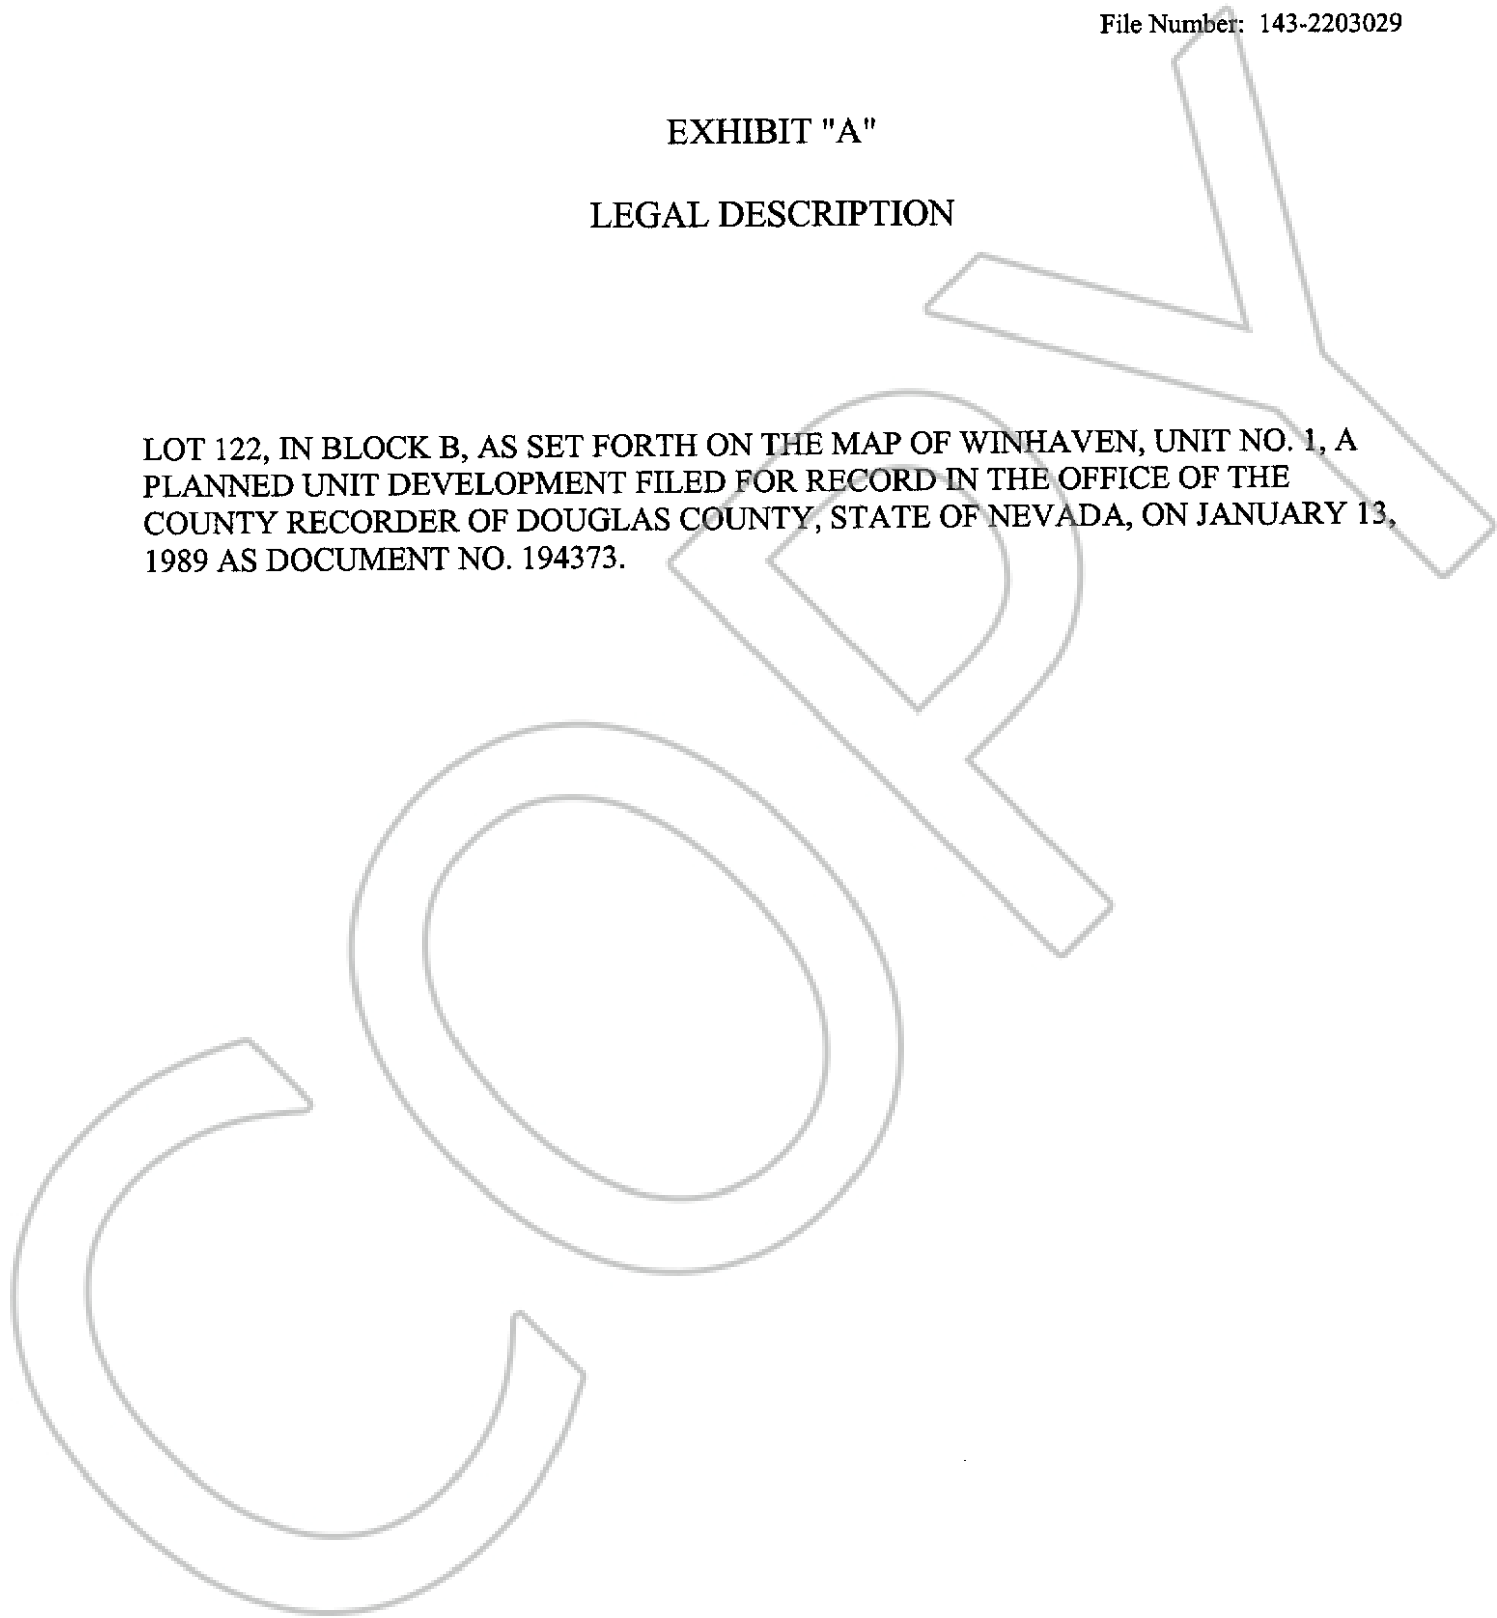 File Number: 143-2203029
EXHIBIT "A"
LEGAL DESCRIPTION
LOT 122, IN BLOCK B, AS SET FORTH ON THE MAP OF WINHAVEN, UNIT NO. 1, A
PLANNED UNIT DEVELOPMENT FILED FOR RECORD IN THE OFFICE OF THE
COUNTY RECORDER OF DOUGLAS COUNTY, STATE OF NEVADA, ON JANUARY 13,
1989 AS DOCUMENT NO. 194373.
COPY